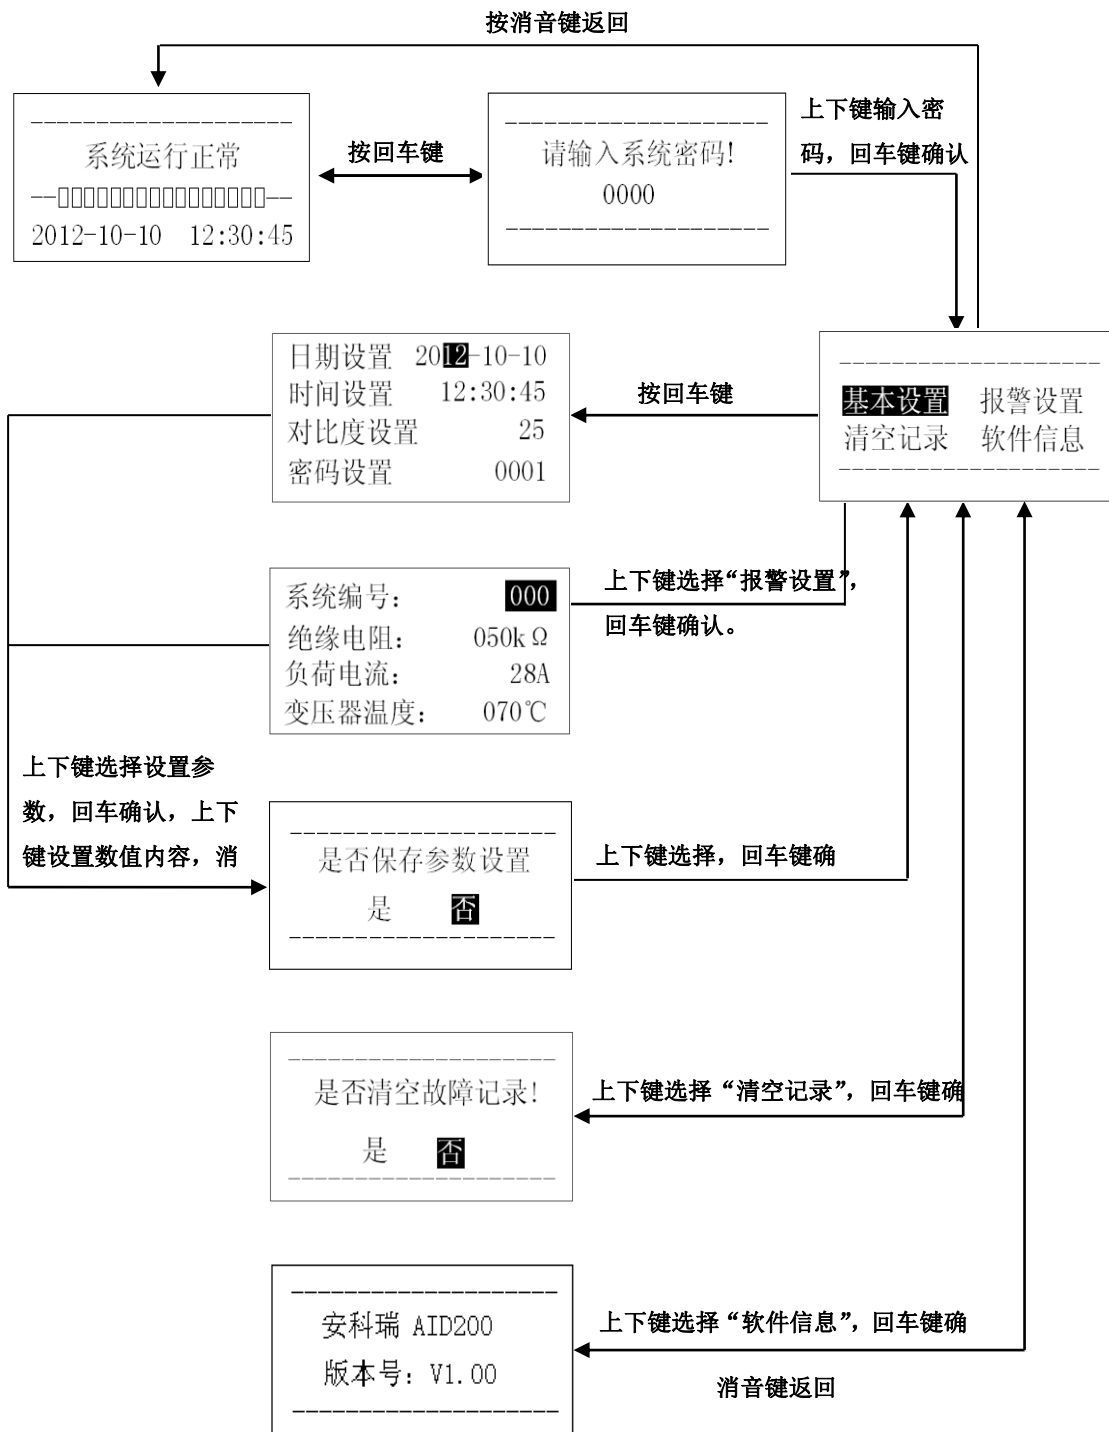 按消音键返回
--------------------
系统运行正常
--▯▯▯▯▯▯▯▯▯▯▯▯▯▯▯▯--
2012-10-10 12:30:45
按回车键
--------------------
请输入系统密码!
0000
--------------------
上下键输入密
码，回车键确认
日期设置 2012-10-10
时间设置 12:30:45
对比度设置 25
密码设置 0001
按回车键
--------------------
基本设置 报警设置
清空记录 软件信息
--------------------
系统编号： 000
绝缘电阻： 050kΩ
负荷电流： 28A
变压器温度： 070℃
上下键选择“报警设置”，
回车键确认。
上下键选择设置参
数，回车确认，上下
键设置数值内容，消
--------------------
是否保存参数设置
是 否
--------------------
上下键选择，回车键确
--------------------
是否清空故障记录!
是 否
--------------------
上下键选择“清空记录”，回车键确
--------------------
安科瑞 AID200
版本号：V1.00
--------------------
上下键选择“软件信息”，回车键确
消音键返回